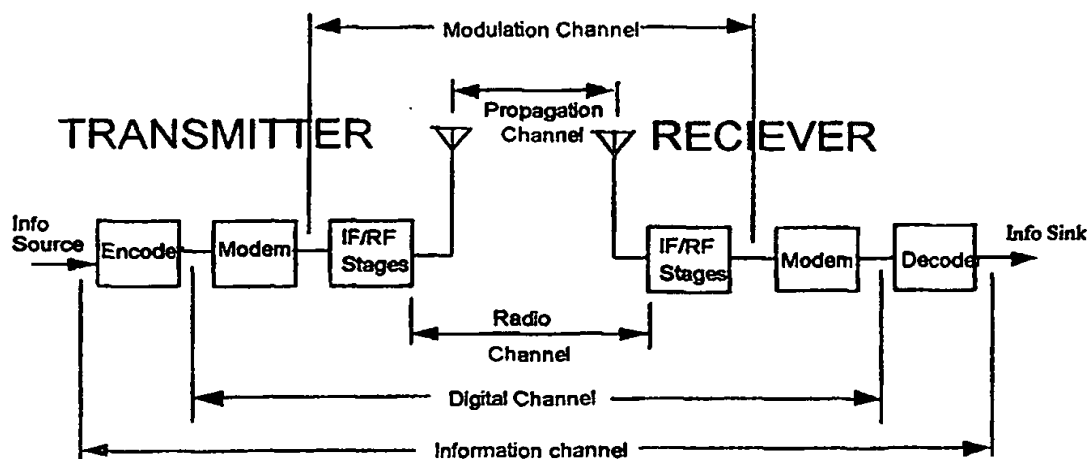 Modulation Channel
Propagation
Channel
TRANSMITTER
RECIEVER
Info
Source
Encode
Modem
IF/RF
Stages
IF/RF
Stages
Modem
Decode
Info Sink
Radio
Channel
Digital Channel
Information channel